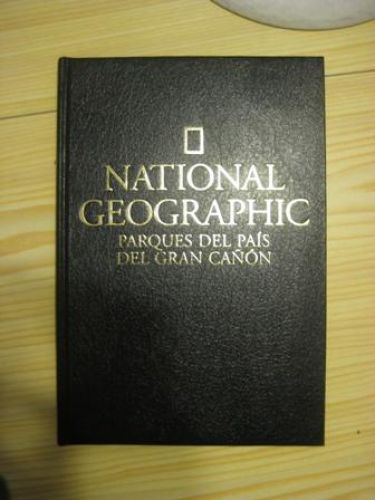 NATIONAL
GEOGRAPHIC
PARQUES DEL PAÍS
DEL GRAN CAÑÓN